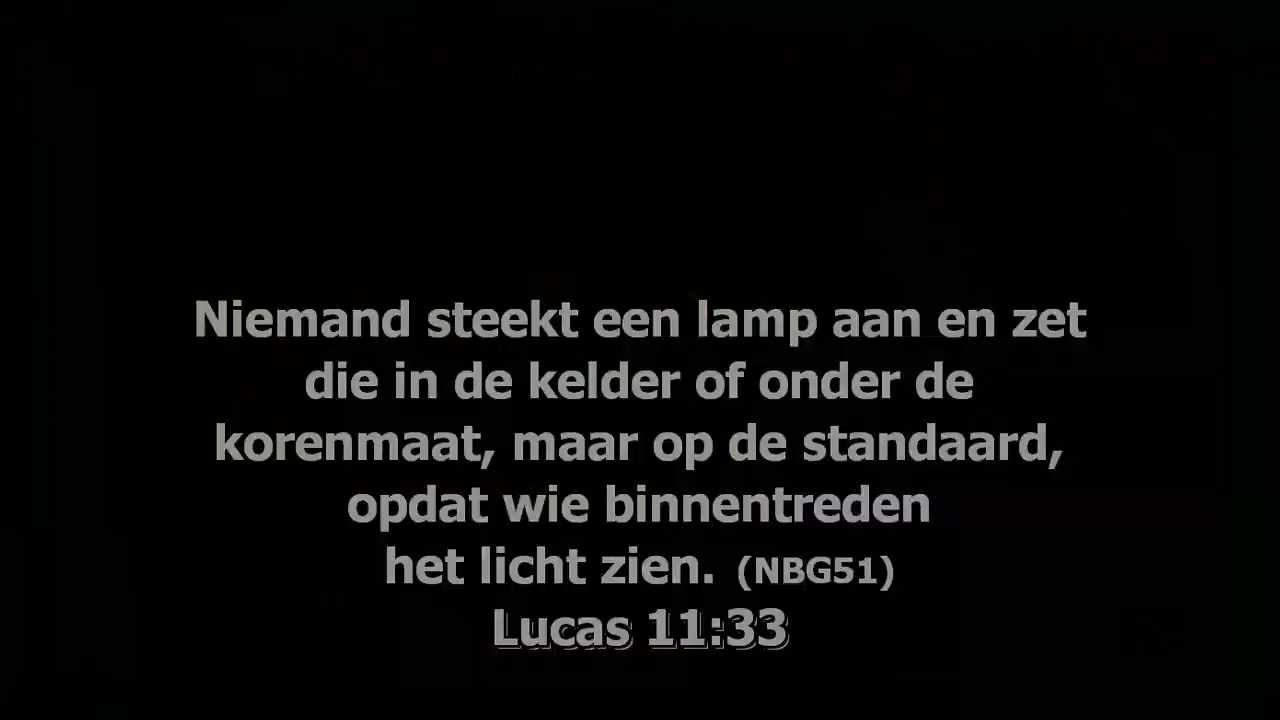 Niemand steekt een lamp aan en zet
die in de kelder of onder de
korenmaat, maar op de standaard,
opdat wie binnentreden
het licht zien. (NBG51)
Lucas 11:33